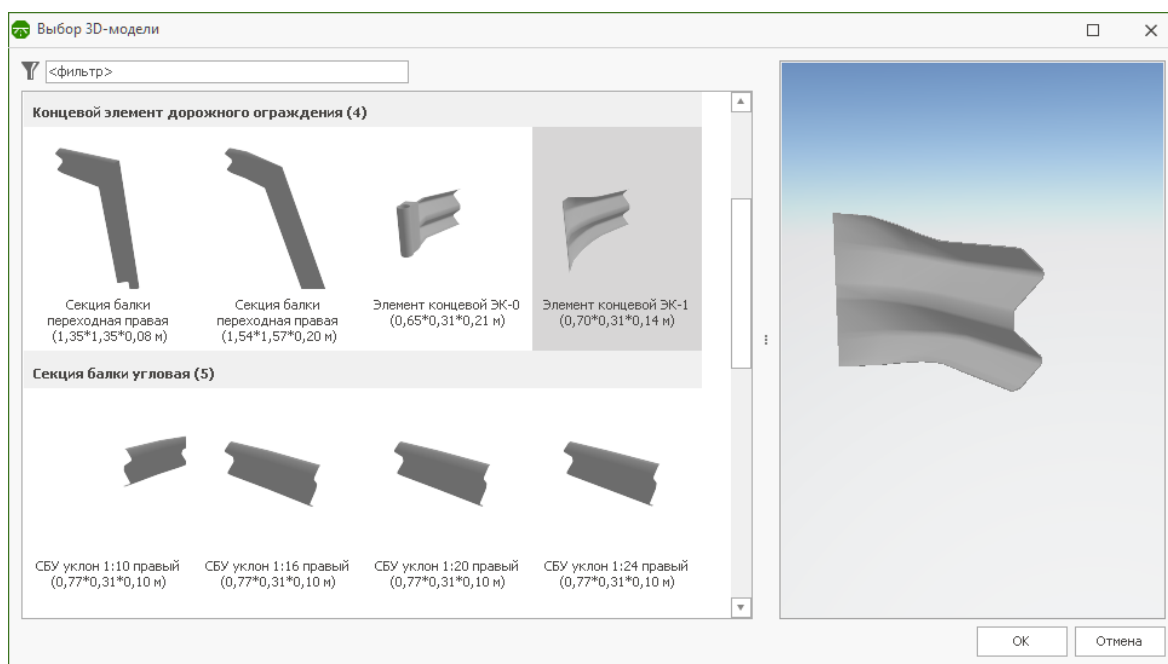 Выбор 3D-модели
<фильтр>
Концевой элемент дорожного ограждения (4)
Секция балки
переходная правая
(1,35*1,35*0,08 м)
Секция балки
переходная правая
(1,54*1,57*0,20 м)
Элемент концевой ЭК-0
(0,65*0,31*0,21 м)
Элемент концевой ЭК-1
(0,70*0,31*0,14 м)
Секция балки угловая (5)
СБУ уклон 1:10 правый
(0,77*0,31*0,10 м)
СБУ уклон 1:16 правый
(0,77*0,31*0,10 м)
СБУ уклон 1:20 правый
(0,77*0,31*0,10 м)
СБУ уклон 1:24 правый
(0,77*0,31*0,10 м)
ОК
Отмена